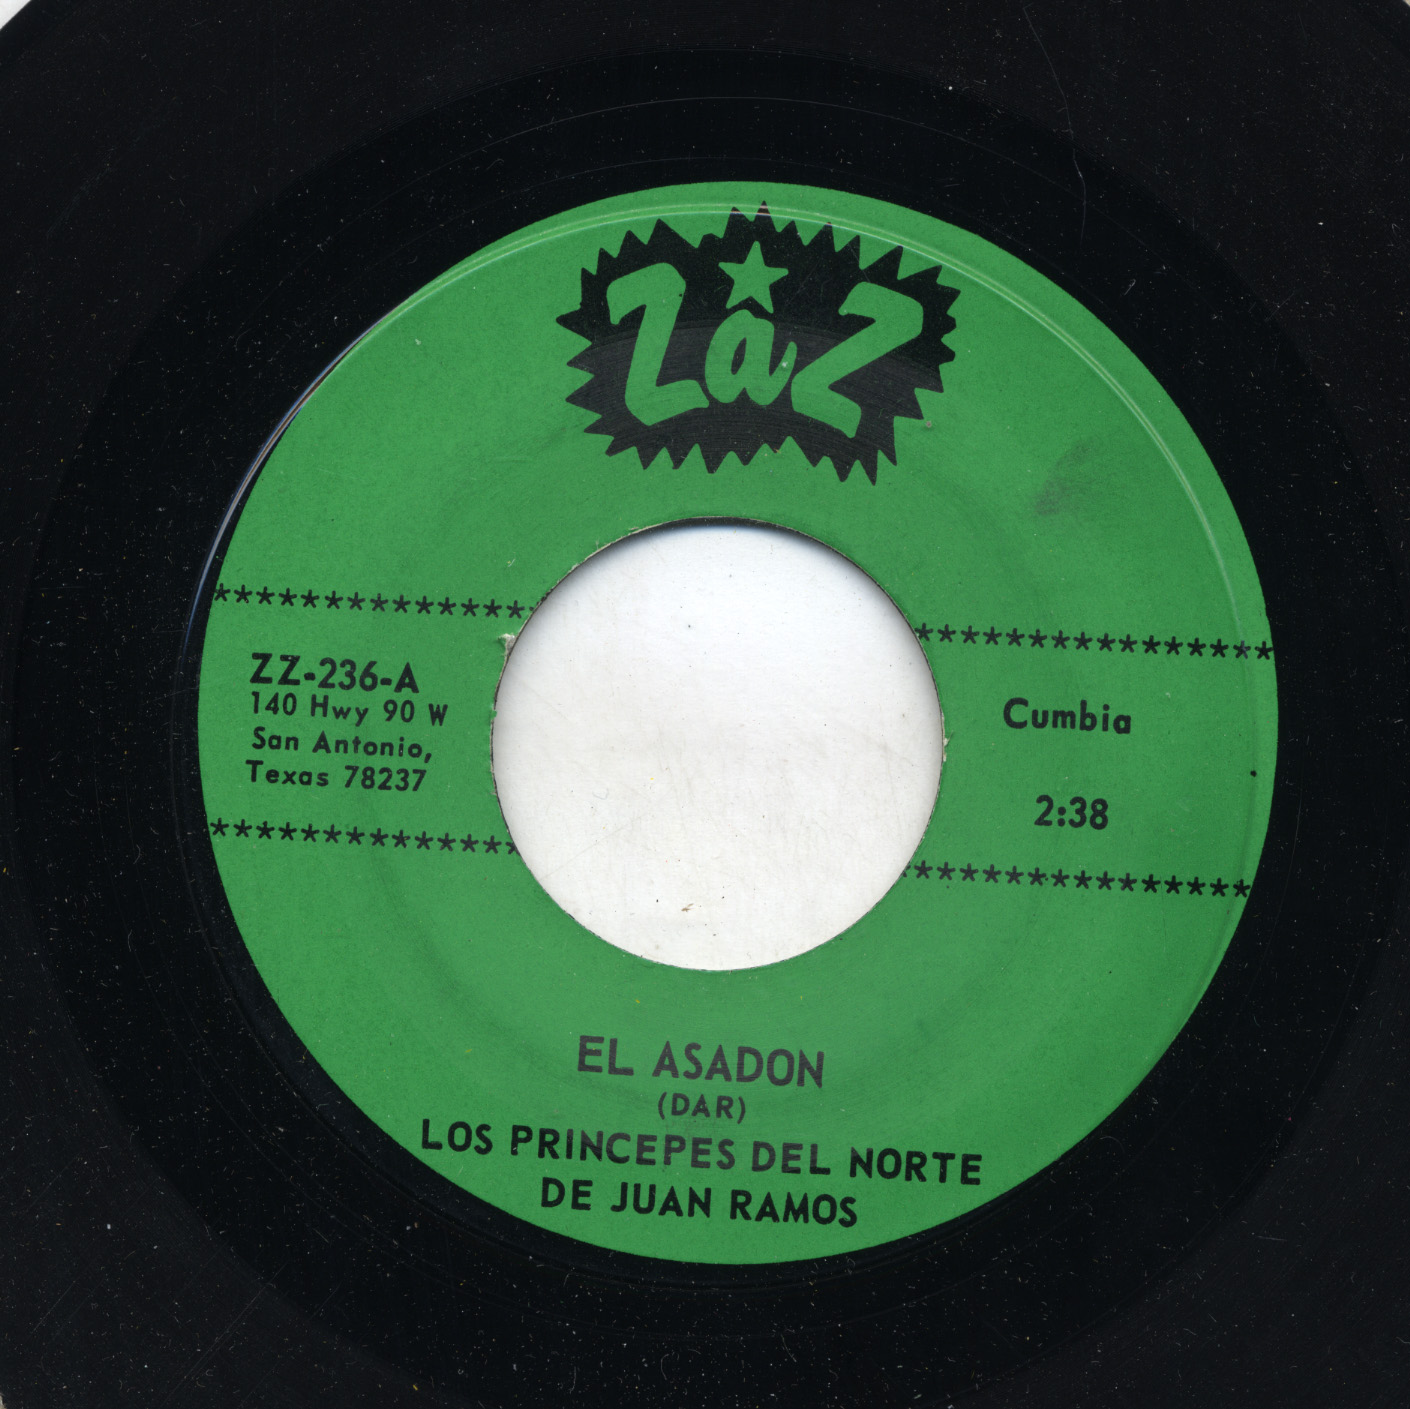 ZaZ
***************
***************
ZZ-236-A
140 Hwy 90 W
San Antonio,
Texas 78237
Cumbia
2:38
***************
***************
EL ASADON
(DAR)
LOS PRINCEPES DEL NORTE
DE JUAN RAMOS